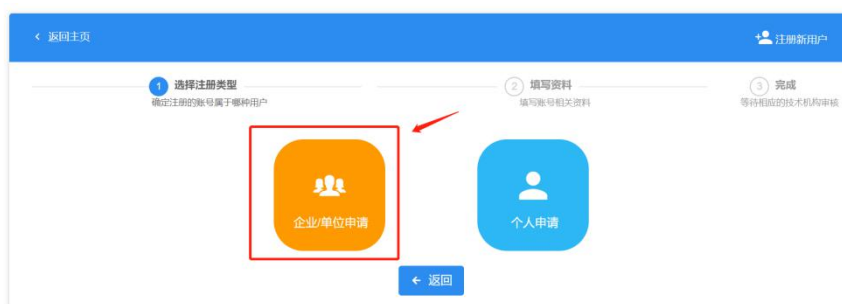 返回主页
注册新用户
1 选择注册类型
确定注册的账号属于哪种用户
2 填写资料
填写账号相关资料
3 完成
等待相应的技术机构审核
企业/单位申请
个人申请
返回